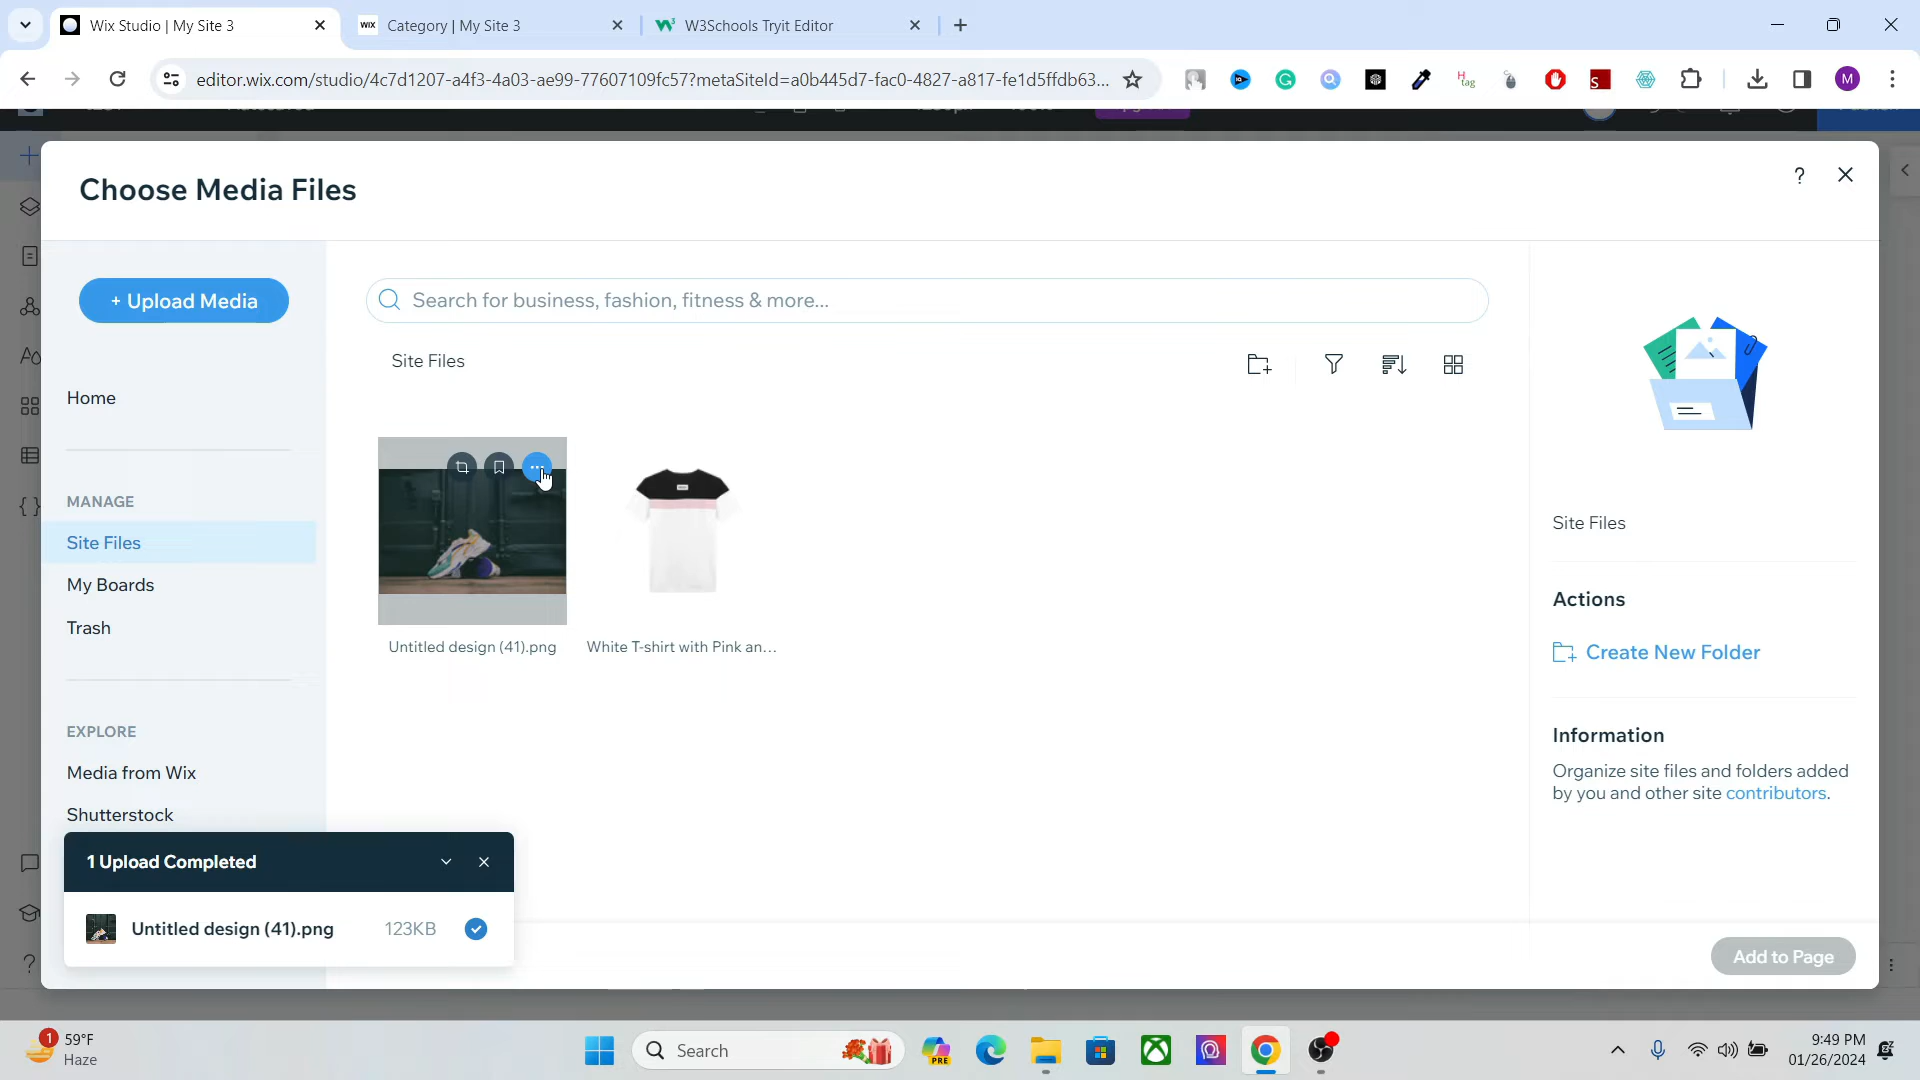 Wix Studio | My Site 3
WIX Category | My Site 3
W3Schools Tryit Editor
editor.wix.com/studio/4c7d1207-a4f3-4a03-ae99-77607109fc57?metaSiteId=a0b445d7-fac0-4827-a817-fe1d5ffdb63...
Choose Media Files
+ Upload Media
Search for business, fashion, fitness & more...
Site Files
Home
MANAGE
Site Files
My Boards
Trash
EXPLORE
Media from Wix
Shutterstock
Untitled design (41).png
White T-shirt with Pink an...
Site Files
Actions
Create New Folder
Information
Organize site files and folders added
by you and other site contributors.
1 Upload Completed
Untitled design (41).png 123KB
Add to Page
1
59°F
Haze
Search
PRE
9:49 PM
01/26/2024